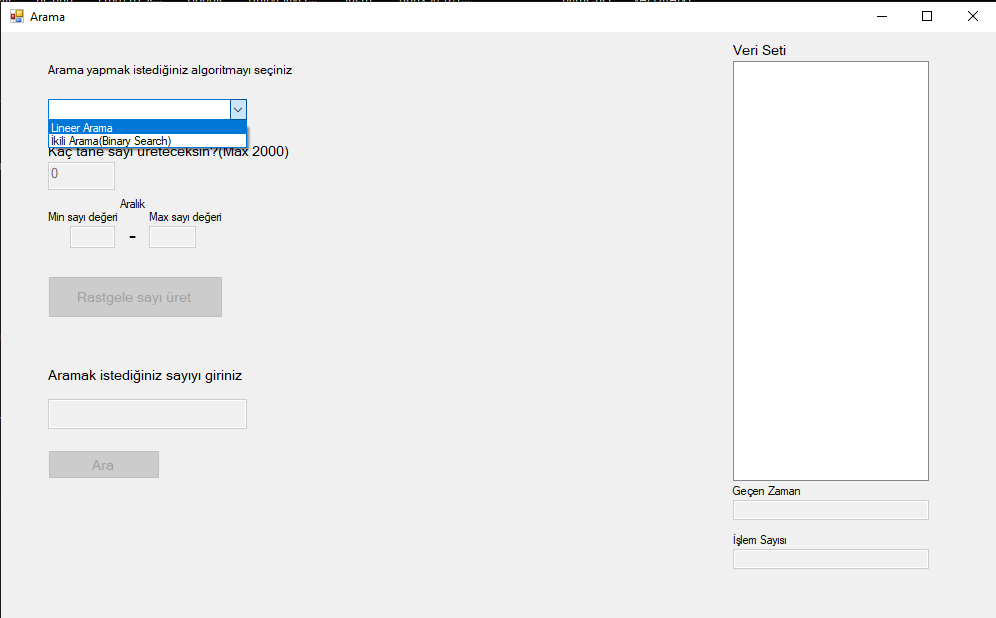 Arama
Arama yapmak istediğiniz algoritmayı seçiniz
Lineer Arama
İkili Arama(Binary Search)
Kaç tane sayı üreteceksin?(Max 2000)
0
Aralık
Min sayı değeri
Max sayı değeri
-
Rastgele sayı üret
Aramak istediğiniz sayıyı giriniz
Ara
Veri Seti
Geçen Zaman
İşlem Sayısı